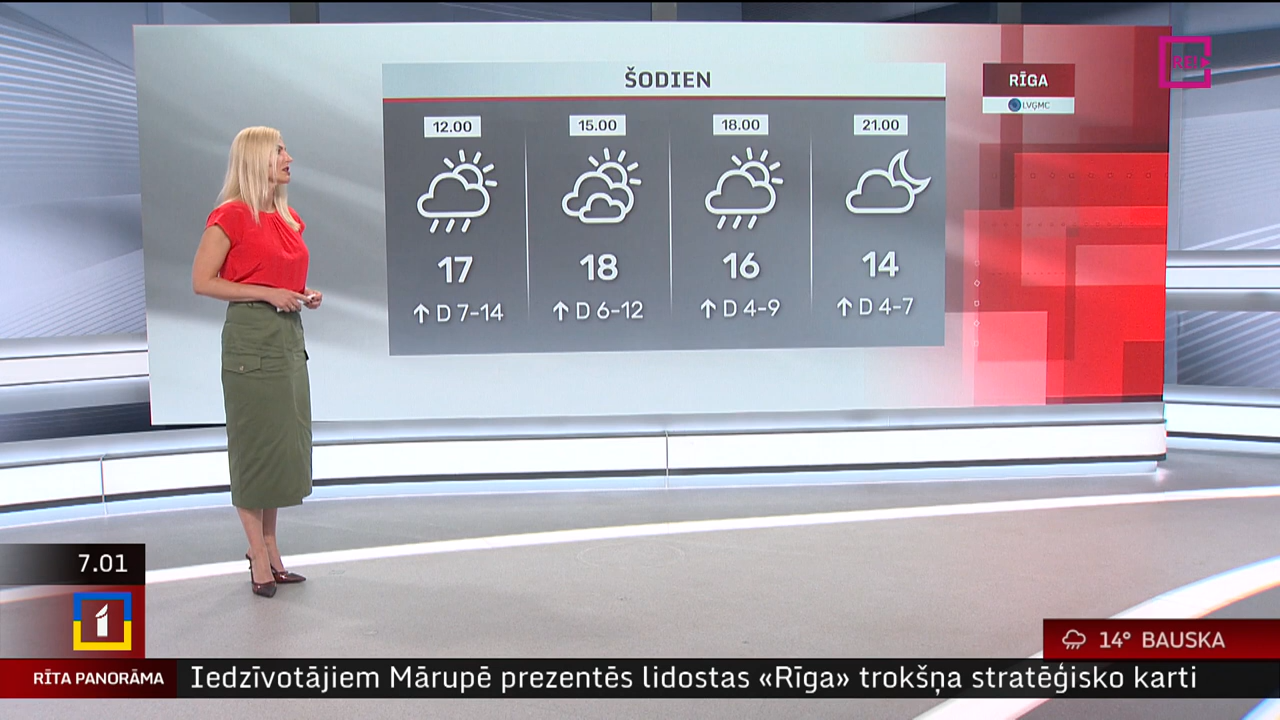 ŠODIEN
RĪGA
LVĢMC
RE!
12.00
15.00
18.00
21.00
17
18
16
14
↑ D 7–14
↑ D 6–12
↑ D 4–9
↑ D 4–7
7.01
1
14° BAUSKA
RĪTA PANORĀMA
Iedzīvotājiem Mārupē prezentēs lidostas «Rīga» trokšņa stratēģisko karti